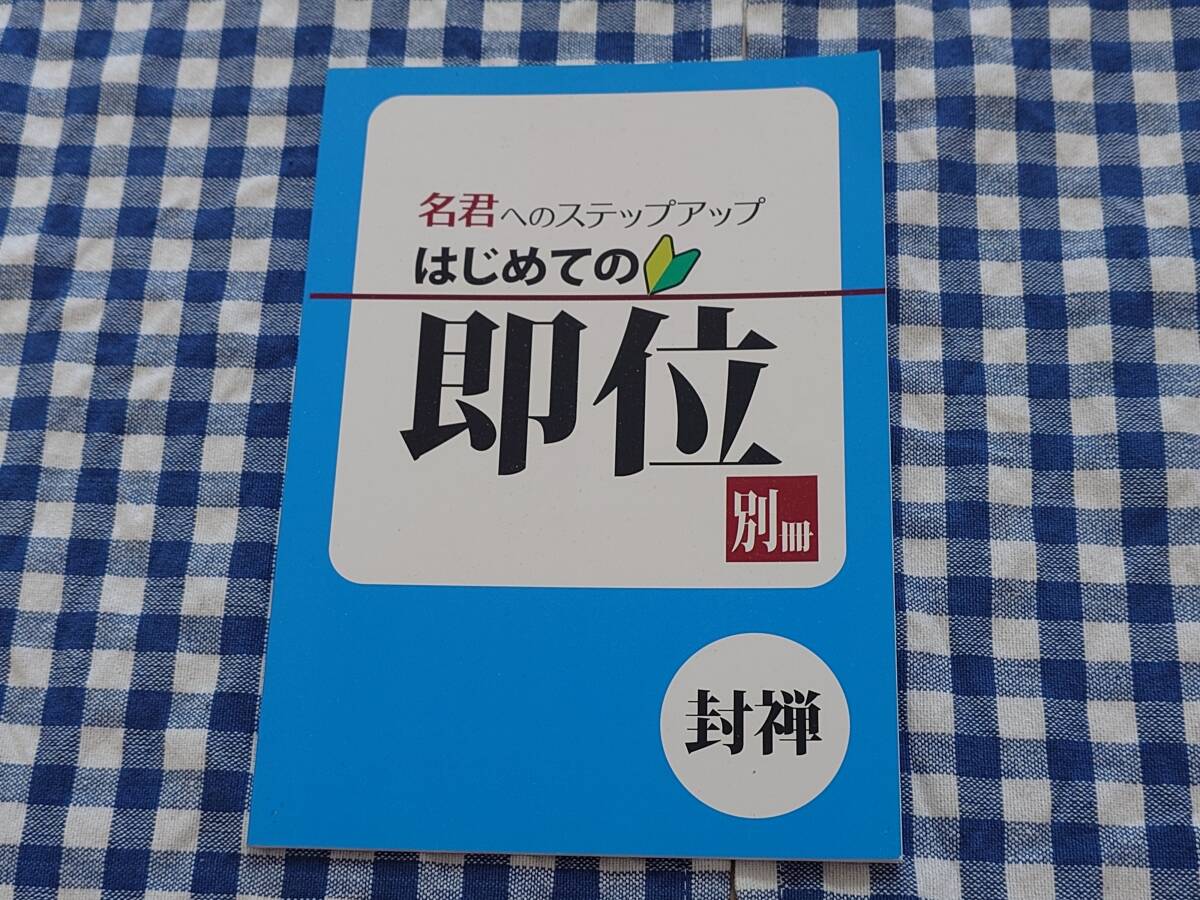 名君へのステップアップ
はじめての
即位
別冊
封禅